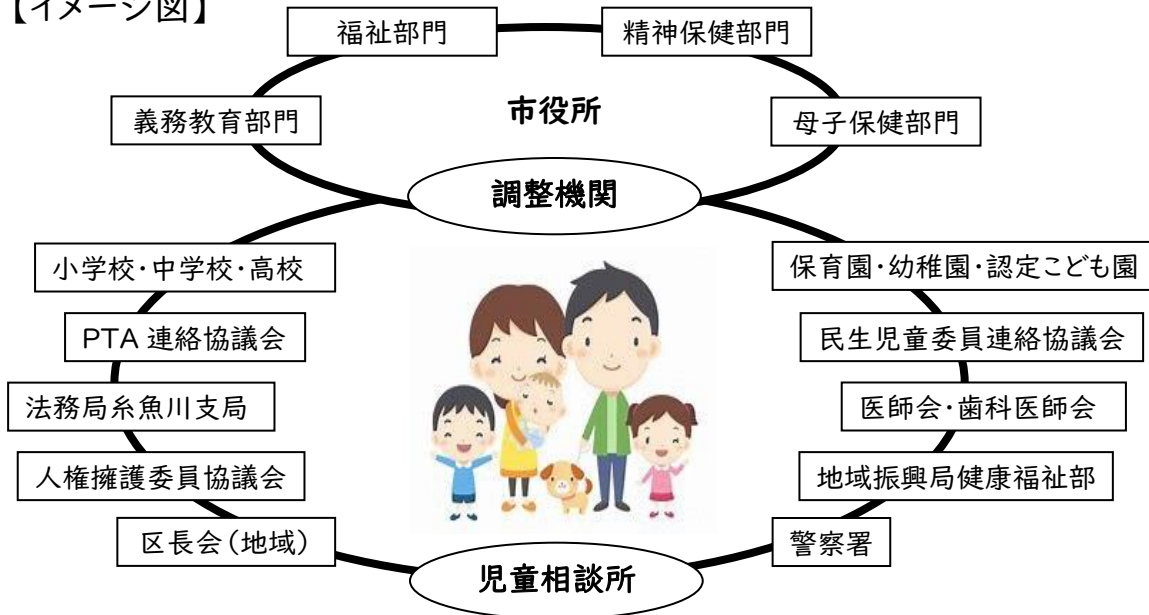 【イメージ図】
福祉部門
精神保健部門
義務教育部門
市役所
母子保健部門
調整機関
小学校・中学校・高校
保育園・幼稚園・認定こども園
PTA 連絡協議会
民生児童委員連絡協議会
法務局糸魚川支局
医師会・歯科医師会
人権擁護委員協議会
地域振興局健康福祉部
区長会(地域)
警察署
児童相談所